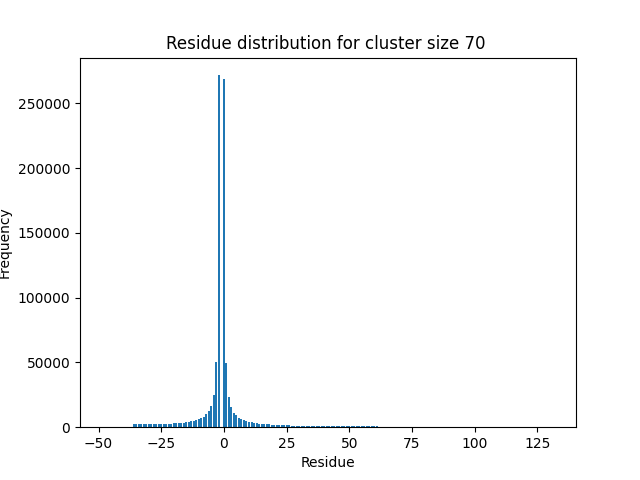 Residue distribution for cluster size 70
250000
200000
150000
100000
50000
0
Frequency
−50 −25 0 25 50 75 100 125
Residue